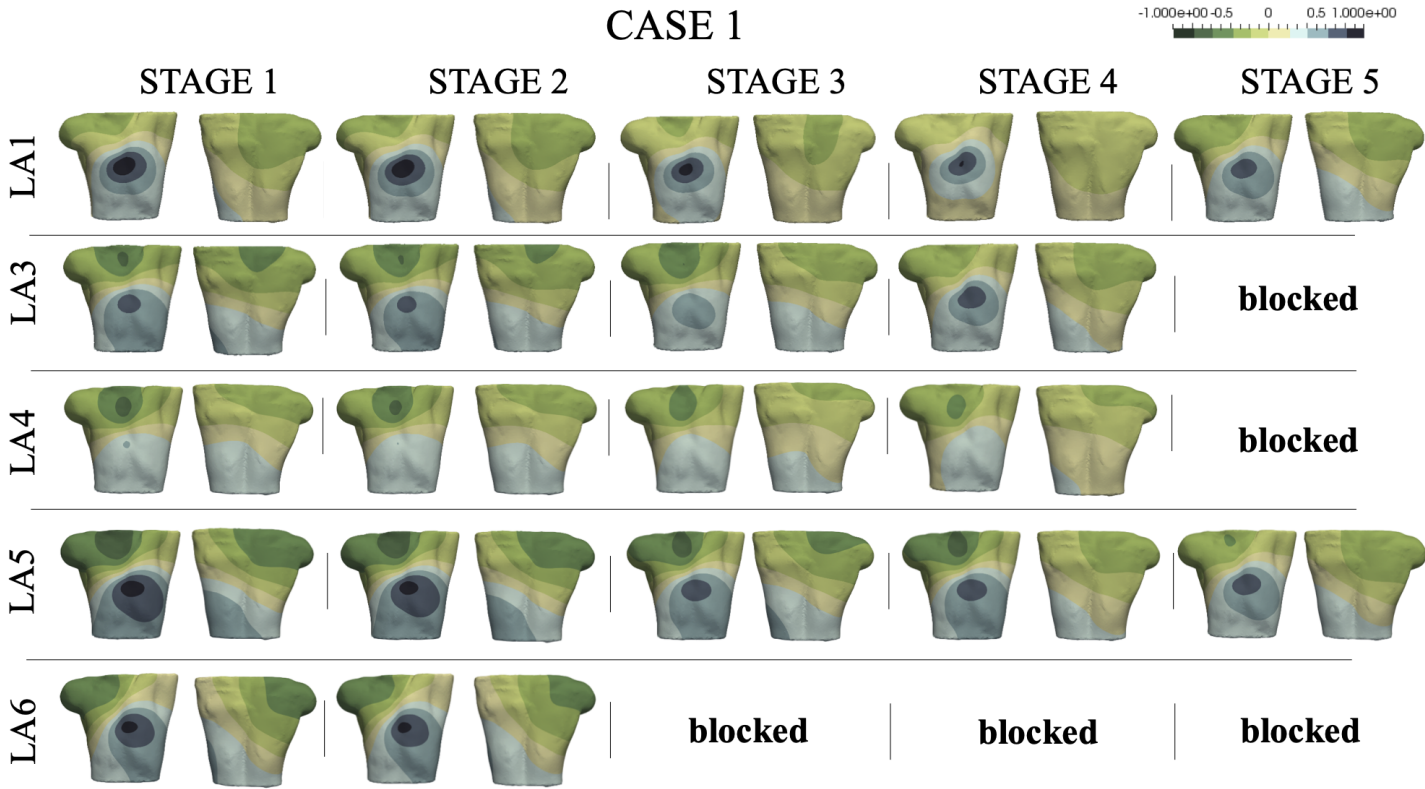 CASE 1
-1.000e+00 -0.5 0 0.5 1.000e+00
STAGE 1 STAGE 2 STAGE 3 STAGE 4 STAGE 5
LA1
LA3
blocked
LA4
blocked
LA5
LA6
blocked blocked blocked